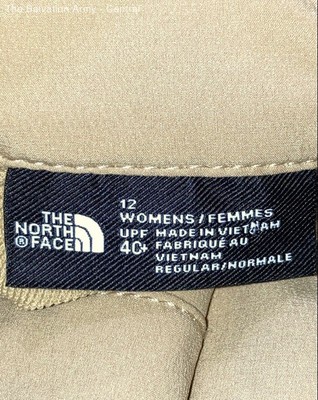 The Salvation Army - Central
THE
NORTH
FACE
®
12
WOMENS/FEMMES
UPF
40+
MADE IN VIETNAM
FABRIQUÉ AU
VIETNAM
REGULAR/NORMALE